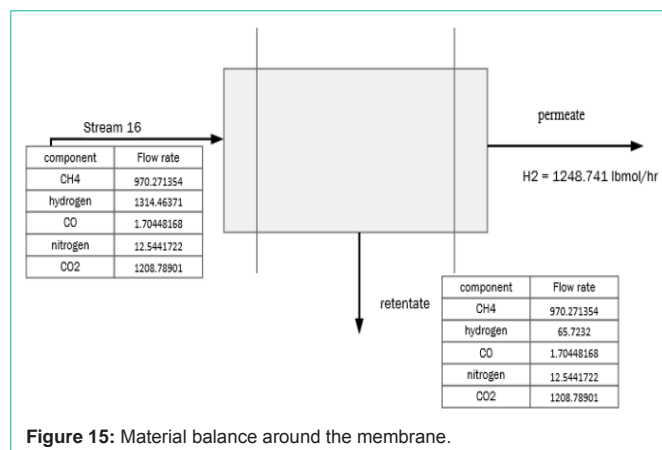 Stream 16
component Flow rate
CH4 970.271354
hydrogen 1314.46371
CO 1.70448168
nitrogen 12.5441722
CO2 1208.78901
permeate
H2 = 1248.741 lbmol/hr
retentate
component Flow rate
CH4 970.271354
hydrogen 65.7232
CO 1.70448168
nitrogen 12.5441722
CO2 1208.78901
Figure 15: Material balance around the membrane.